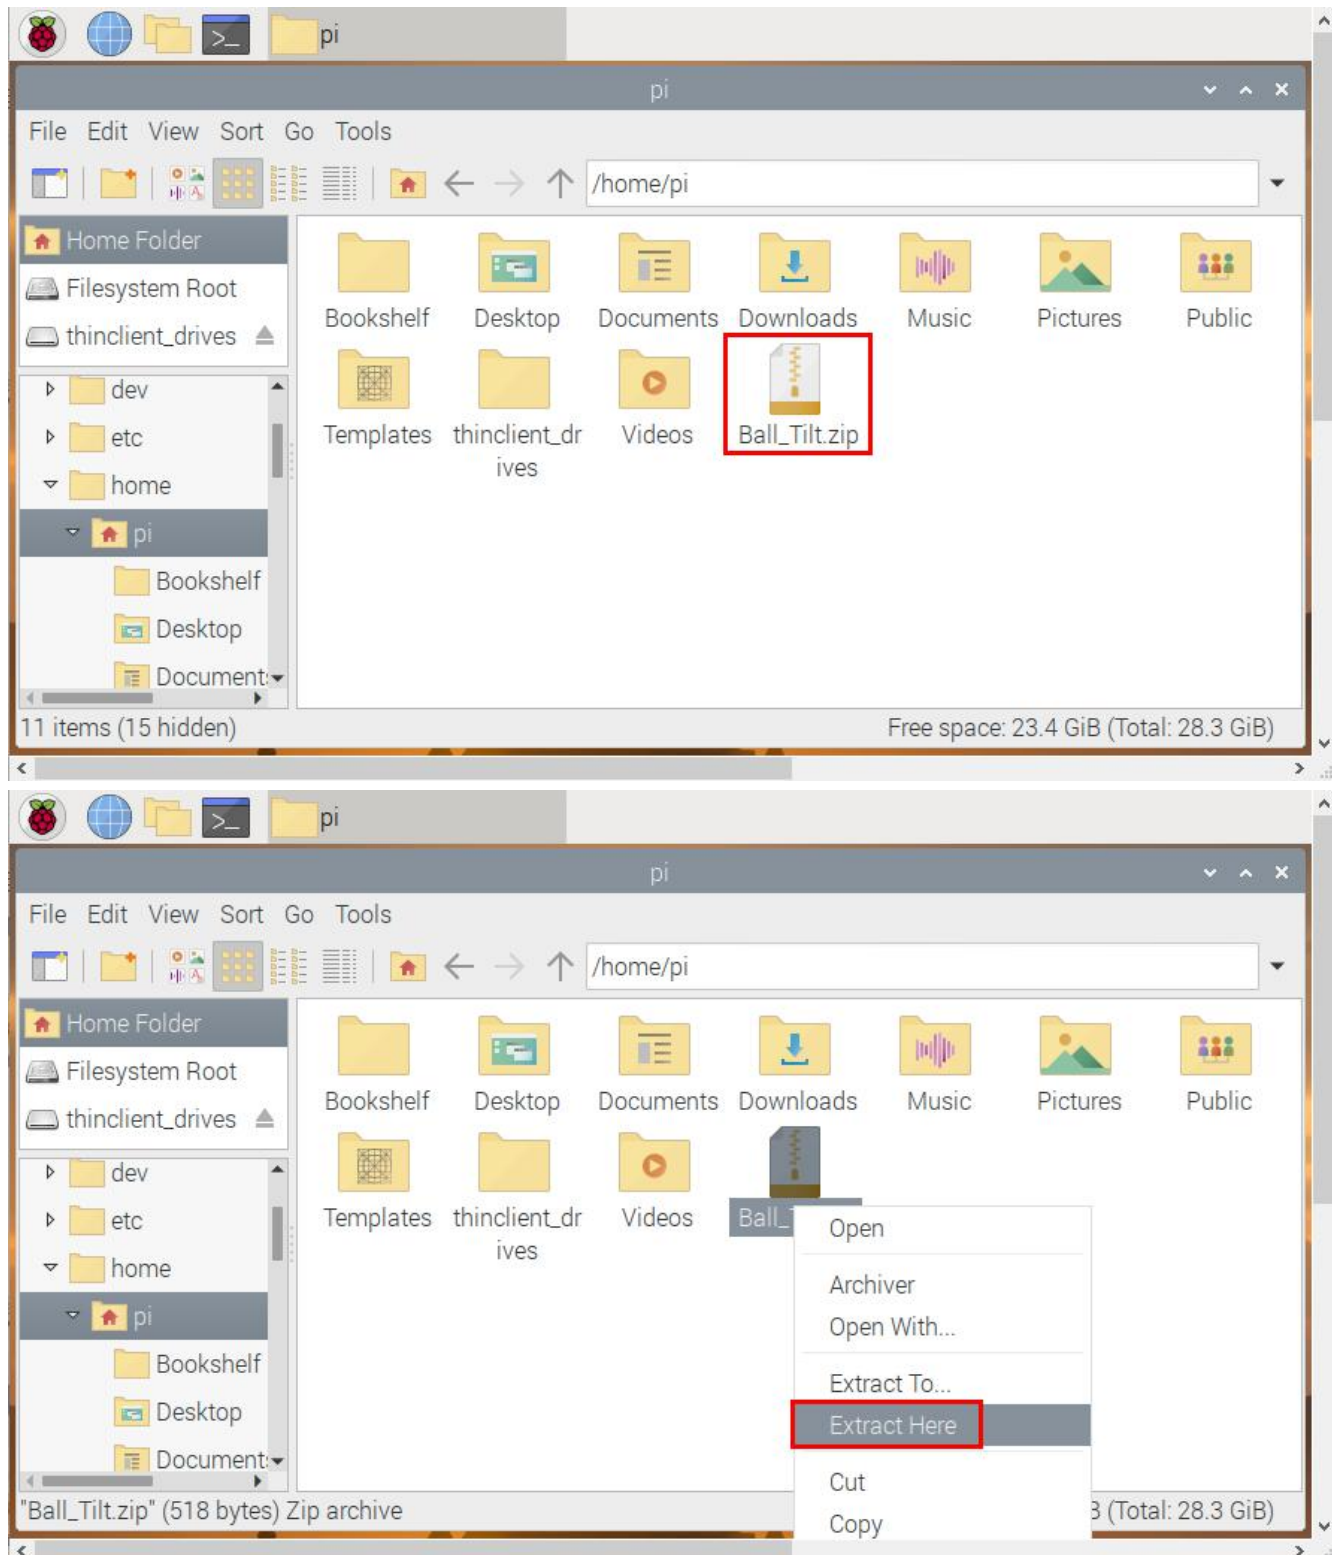 pi
pi
File Edit View Sort Go Tools
/home/pi
Home Folder
Filesystem Root
thinclient_drives
dev
etc
home
pi
Bookshelf
Desktop
Documents
Bookshelf Desktop Documents Downloads Music Pictures Public
Templates thinclient_dr Videos Ball_Tilt.zip
ives
11 items (15 hidden) Free space: 23.4 GiB (Total: 28.3 GiB)
pi
pi
File Edit View Sort Go Tools
/home/pi
Home Folder
Filesystem Root
thinclient_drives
dev
etc
home
pi
Bookshelf
Desktop
Documents
Bookshelf Desktop Documents Downloads Music Pictures Public
Templates thinclient_dr Videos Ball_
ives
Open
Archiver
Open With...
Extract To...
Extract Here
Cut
Copy
"Ball_Tilt.zip" (518 bytes) Zip archive (Total: 28.3 GiB)